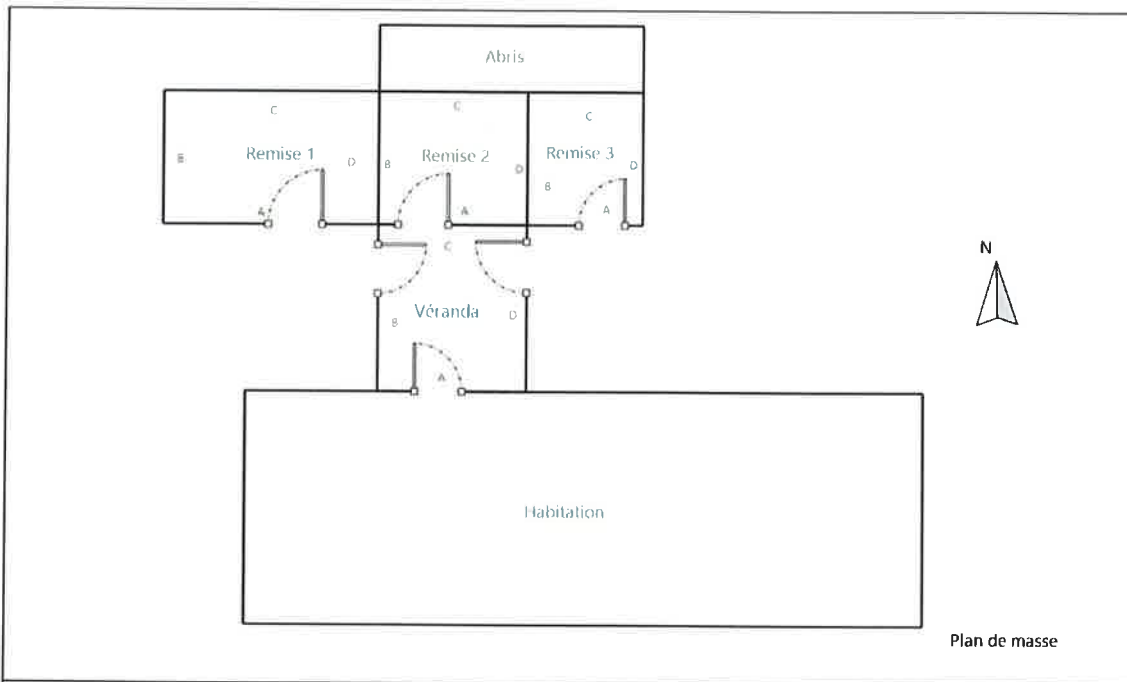 Abris
C
C
C
B
Remise 1
D
B
Remise 2
D
Remise 3
D
B
A
A
A
C
N
Véranda
B
D
A
Habitation
Plan de masse